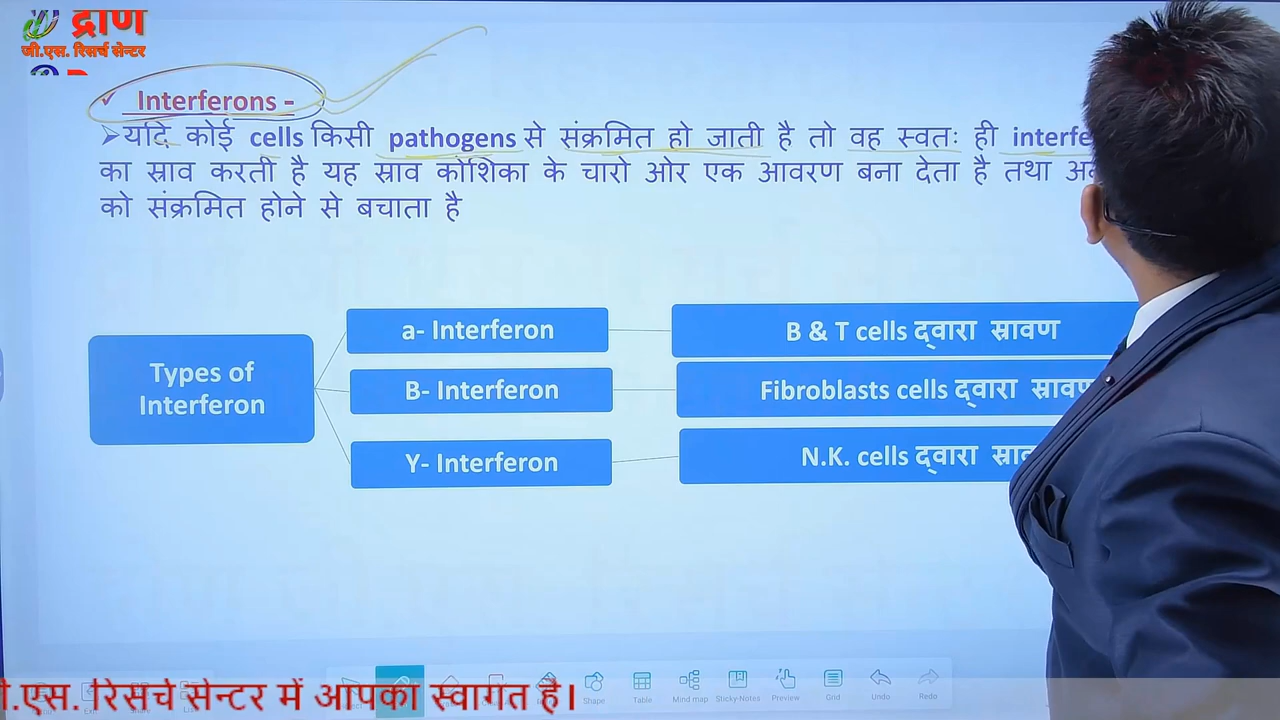 द्राण
जी.एस. रिसर्च सेन्टर
Interferons -
यदि कोई cells किसी pathogens से संक्रमित हो जाती है तो वह स्वतः ही
का स्राव करती है यह स्राव कोशिका के चारो ओर एक आवरण बना देता है तथा
को संक्रमित होने से बचाता है
Types of
Interferon
a- Interferon
B & T cells द्वारा स्रावण
B- Interferon
Fibroblasts cells द्वारा
Y- Interferon
N.K. cells द्वारा
Shape Table Mind map Sticky-Notes Preview Grid Undo Redo
रिसर्च सेन्टर में आपका स्वागत है।